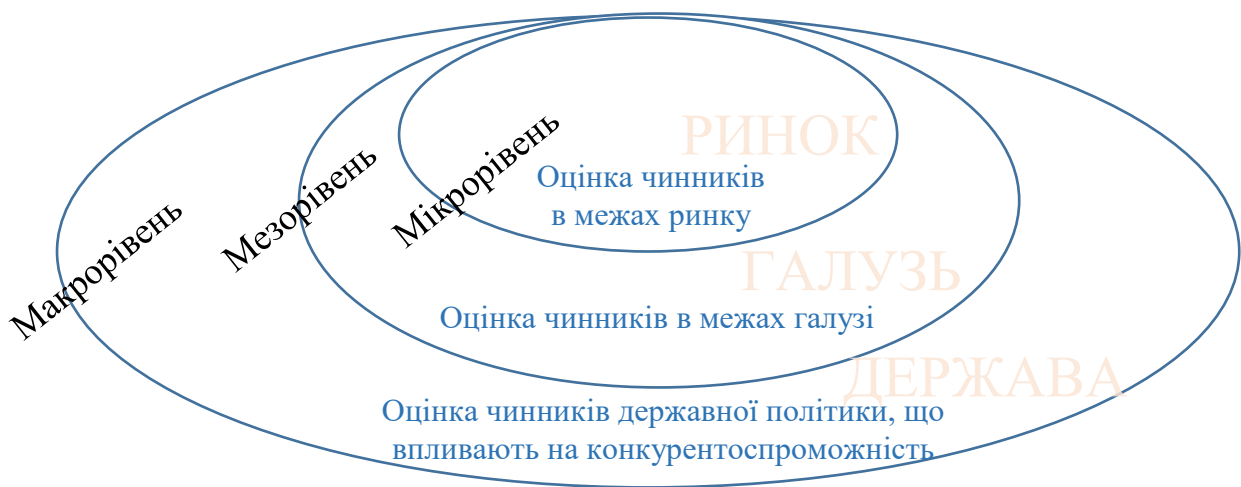 РИНОК
Мікрорівень
Оцінка чинників
в межах ринку
Мезорівень
ГАЛУЗЬ
Оцінка чинників в межах галузі
Макрорівень
ДЕРЖАВА
Оцінка чинників державної політики, що
впливають на конкурентоспроможність